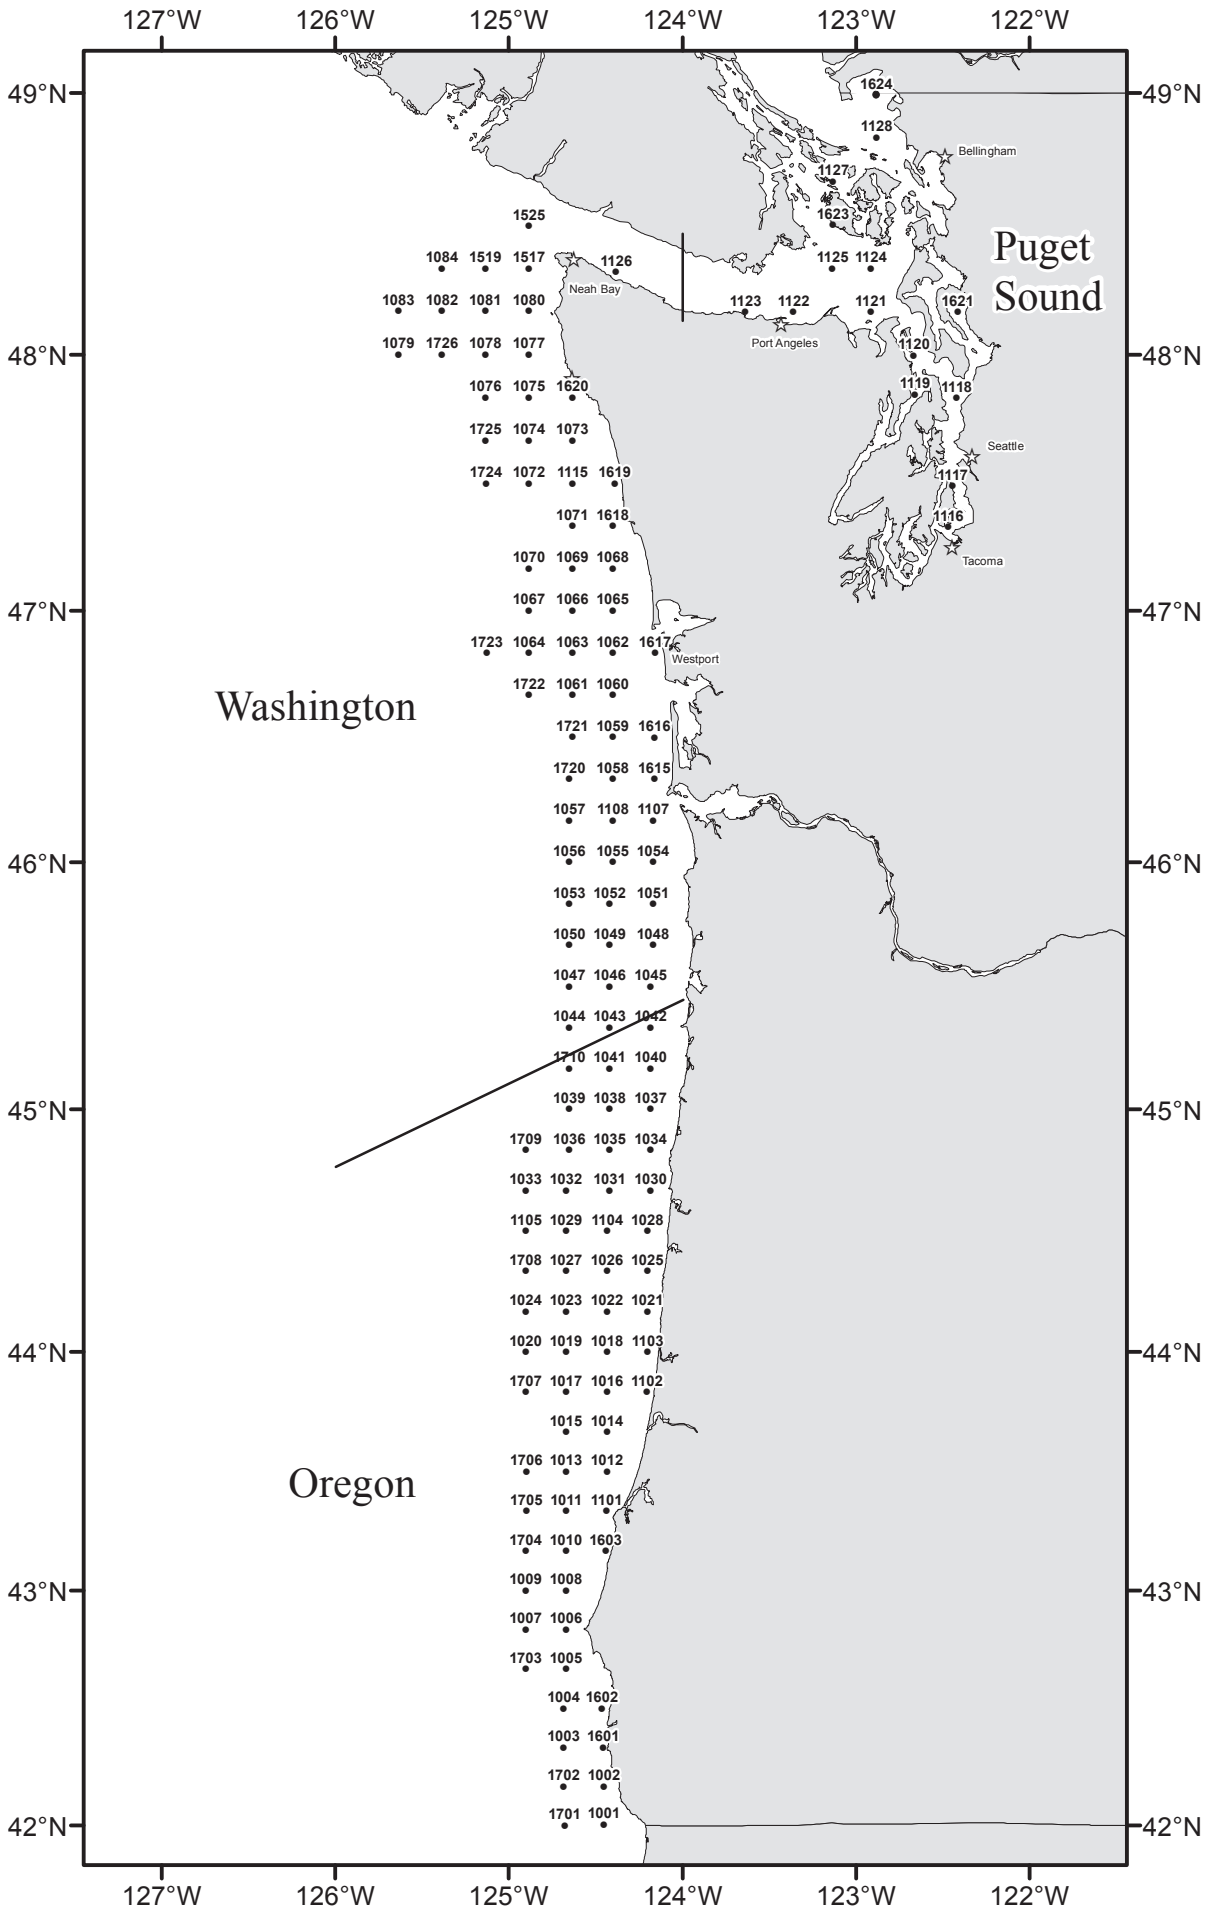 127°W 126°W 125°W 124°W 123°W 122°W
49°N 1624 49°N
1128
Bellingham
1127
1525 1623
Puget
Sound
1084 1519 1517 1126 1125 1124
Neah Bay
1083 1082 1081 1080 1123 1122 1121 1621
Port Angeles
48°N 1079 1726 1078 1077 1120 48°N
1076 1075 1620 1119 1118
1725 1074 1073
Seattle
1724 1072 1115 1619 1117
1071 1618 1116
Tacoma
1070 1069 1068
47°N 1067 1066 1065 47°N
1723 1064 1063 1062 1617
Westport
1722 1061 1060
Washington
1721 1059 1616
1720 1058 1615
1057 1108 1107
46°N 1056 1055 1054 46°N
1053 1052 1051
1050 1049 1048
1047 1046 1045
1044 1043 1042
1710 1041 1040
45°N 1039 1038 1037 45°N
1709 1036 1035 1034
1033 1032 1031 1030
1105 1029 1104 1028
1708 1027 1026 1025
1024 1023 1022 1021
44°N 1020 1019 1018 1103 44°N
1707 1017 1016 1102
1015 1014
1706 1013 1012
Oregon
1705 1011 1101
1704 1010 1603
43°N 1009 1008 43°N
1007 1006
1703 1005
1004 1602
1003 1601
1702 1002
42°N 1701 1001 42°N
127°W 126°W 125°W 124°W 123°W 122°W